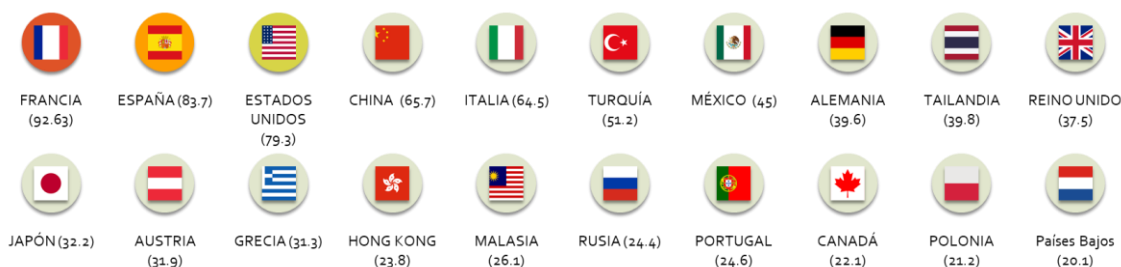 FRANCIA
(92.63)
ESPAÑA (83.7)
ESTADOS
UNIDOS
(79.3)
CHINA (65.7)
ITALIA (64.5)
TURQUÍA
(51.2)
MÉXICO (45)
ALEMANIA
(39.6)
TAILANDIA
(39.8)
REINO UNIDO
(37.5)
JAPÓN (32.2)
AUSTRIA
(31.9)
GRECIA (31.3)
HONG KONG
(23.8)
MALASIA
(26.1)
RUSIA (24.4)
PORTUGAL
(24.6)
CANADÁ
(22.1)
POLONIA
(21.2)
Países Bajos
(20.1)